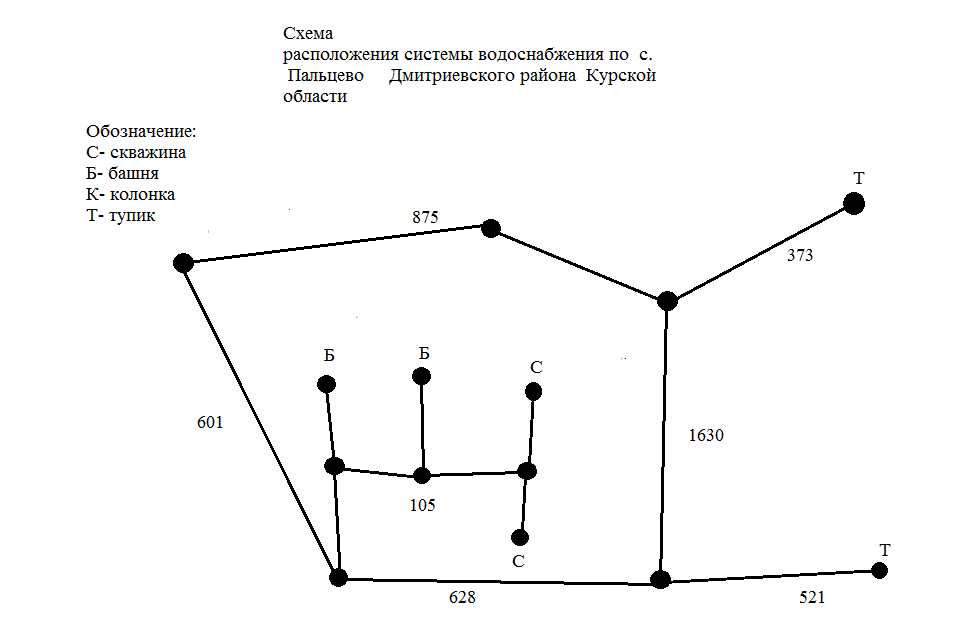 Схема
расположения системы водоснабжения по с.
Пальцево Дмитриевского района Курской
области
Обозначение:
С- скважина
Б- башня
К- колонка
Т- тупик
Т
875
373
Б
Б
С
601
1630
105
С
Т
628
521